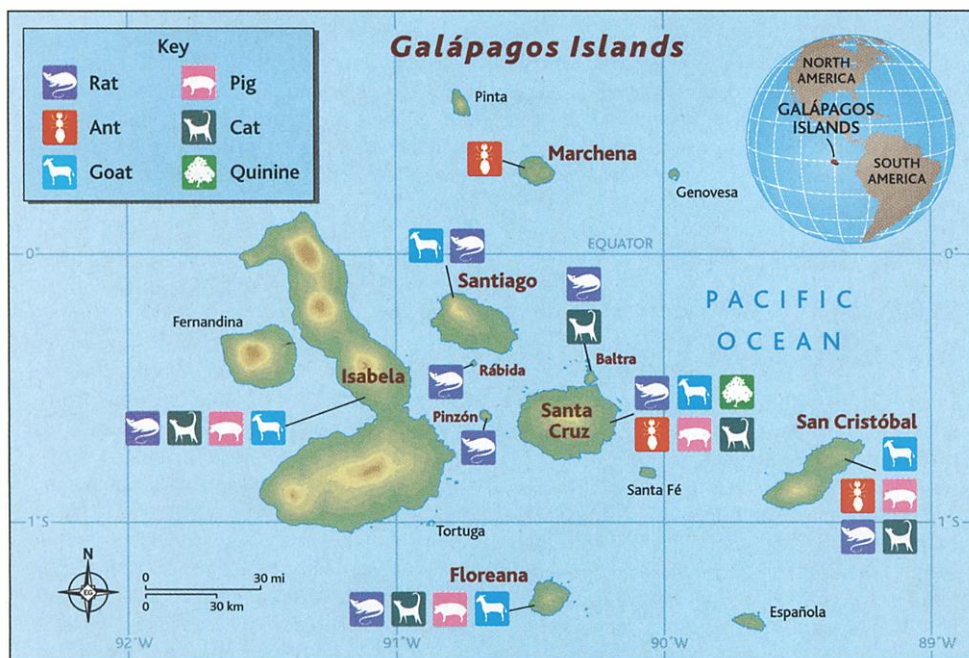 Galápagos Islands
Key
Rat
Pig
Ant
Cat
Goat
Quinine
NORTH
AMERICA
GALÁPAGOS
ISLANDS
SOUTH
AMERICA
Pinta
Marchena
Genovesa
0°
EQUATOR
0°
Santiago
PACIFIC
OCEAN
Fernandina
Isabela
Rábida
Baltra
Pinzón
Santa
Cruz
San Cristóbal
Santa Fé
1°S
Tortuga
1°S
N
EG
0 30 mi
0 30 km
Floreana
Española
92°W
91°W
90°W
89°W